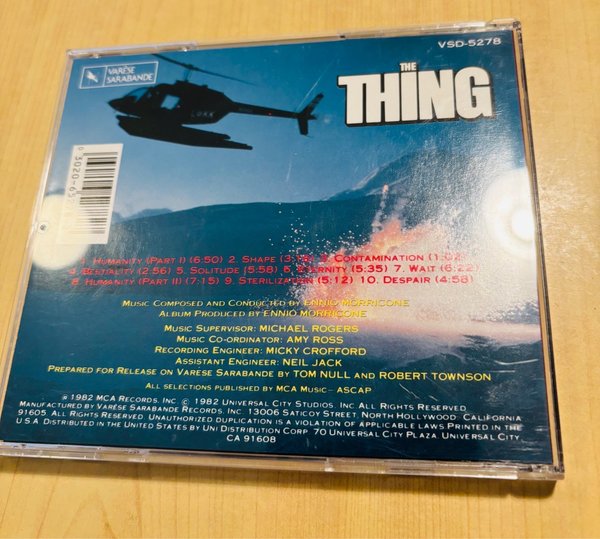 VARÈSE
SARABANDE
VSD-5278
THE
THING
1. HUMANITY (PART I) (6:50) 2. SHAPE 3. CONTAMINATION (1:02)
4. BESTIALITY (2:56) 5. SOLITUDE (5:58) 6. ETERNITY (5:35) 7. WAIT (6:22)
8. HUMANITY (PART II) (7:15) 9. STERILIZATION (5:12) 10. DESPAIR (4:58)
MUSIC COMPOSED AND CONDUCTED BY ENNIO MORRICONE
ALBUM PRODUCED BY ENNIO MORRICONE
MUSIC SUPERVISOR: MICHAEL ROGERS
MUSIC CO-ORDINATOR: AMY ROSS
RECORDING ENGINEER: MICKY CROFFORD
ASSISTANT ENGINEER: NEIL JACK
PREPARED FOR RELEASE ON VARESE SARABANDE BY TOM NULL AND ROBERT TOWNSON
ALL SELECTIONS PUBLISHED BY MCA MUSIC – ASCAP
℗ 1982 MCA RECORDS, INC. © 1982 UNIVERSAL CITY STUDIOS, INC. ALL RIGHTS RESERVED.
MANUFACTURED BY VARÈSE SARABANDE RECORDS, INC. 13006 SATICOY STREET, NORTH HOLLYWOOD, CALIFORNIA
91605. ALL RIGHTS RESERVED. UNAUTHORIZED DUPLICATION IS A VIOLATION OF APPLICABLE LAWS. PRINTED IN THE
U.S.A. DISTRIBUTED IN THE UNITED STATES BY UNI DISTRIBUTION CORP. 70 UNIVERSAL CITY PLAZA, UNIVERSAL CITY,
CA 91608